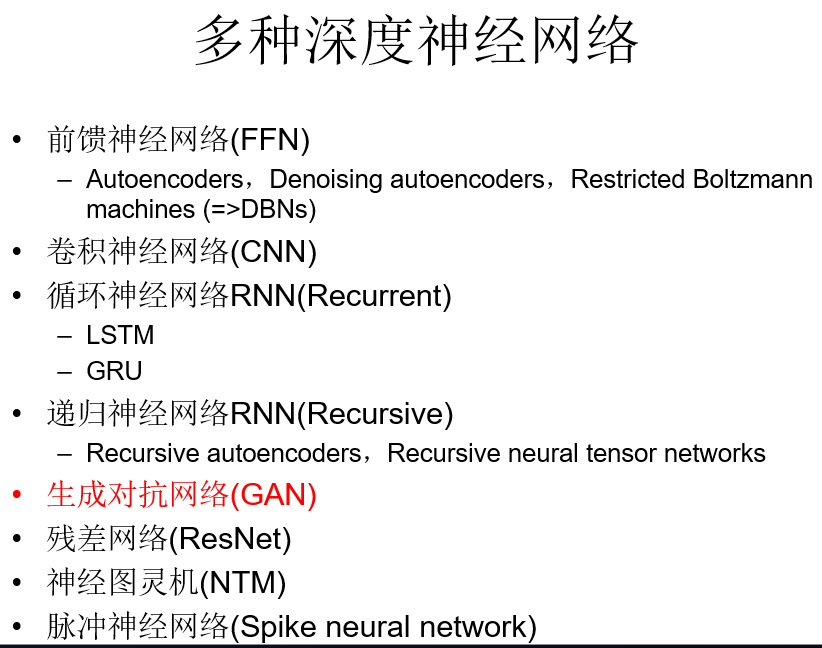 多种深度神经网络
• 前馈神经网络(FFN)
– Autoencoders，Denoising autoencoders，Restricted Boltzmann
machines (=>DBNs)
• 卷积神经网络(CNN)
• 循环神经网络RNN(Recurrent)
– LSTM
– GRU
• 递归神经网络RNN(Recursive)
– Recursive autoencoders，Recursive neural tensor networks
• 生成对抗网络(GAN)
• 残差网络(ResNet)
• 神经图灵机(NTM)
• 脉冲神经网络(Spike neural network)